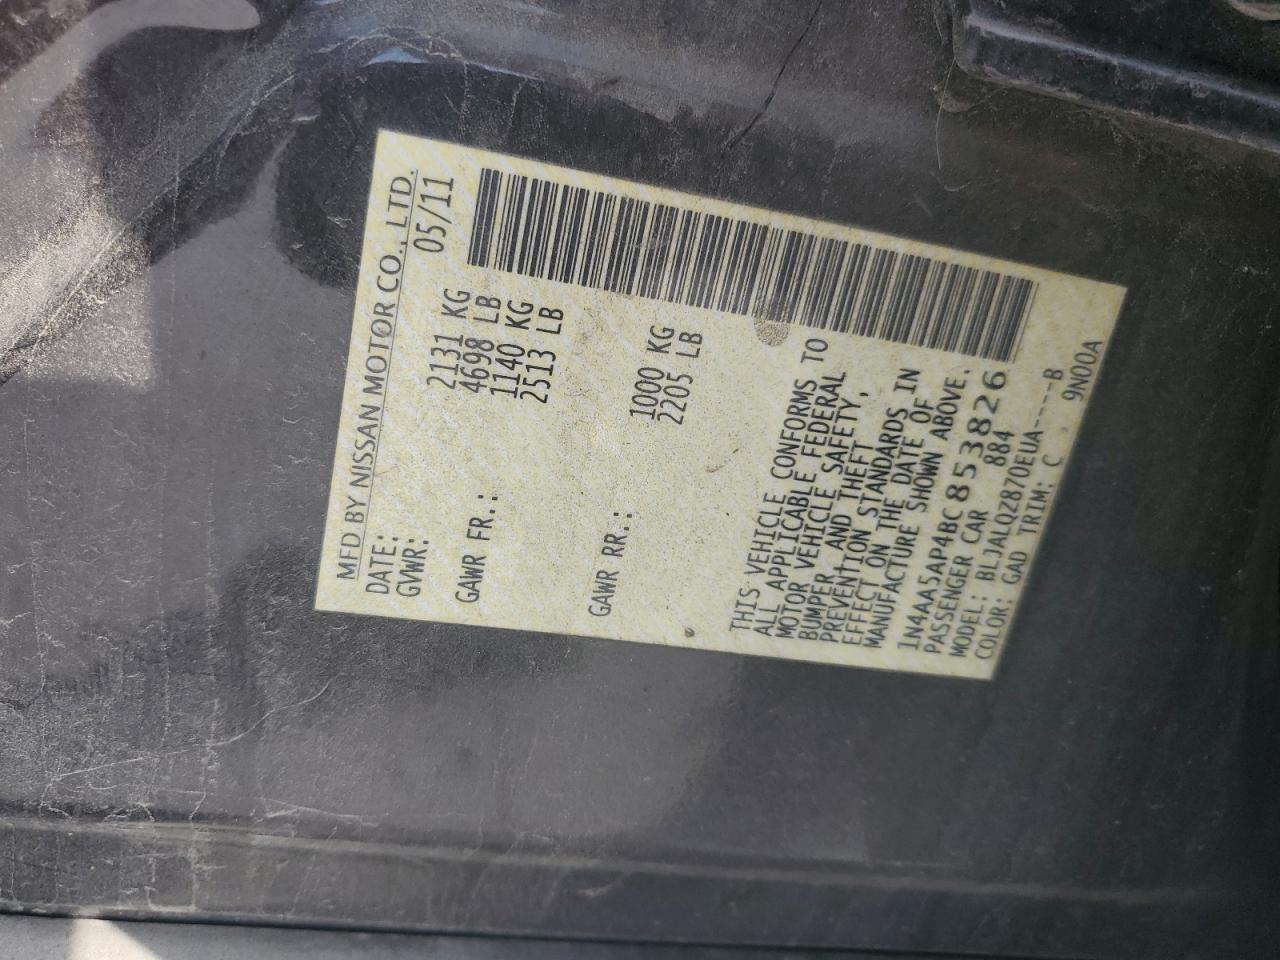 MFD BY NISSAN MOTOR CO., LTD.
DATE: 05/11
GVWR: 2131 KG
4698 LB
GAWR FR.: 1140 KG
2513 LB
GAWR RR.: 1000 KG
2205 LB
THIS VEHICLE CONFORMS TO
ALL APPLICABLE FEDERAL
MOTOR VEHICLE SAFETY,
BUMPER AND THEFT
PREVENTION STANDARDS IN
EFFECT ON THE DATE OF
MANUFACTURE SHOWN ABOVE.
1N4AA5AP4BC853826
PASSENGER CAR 884
MODEL: BLJALQZ870EUA----B
COLOR: GAD TRIM: C 9N00A